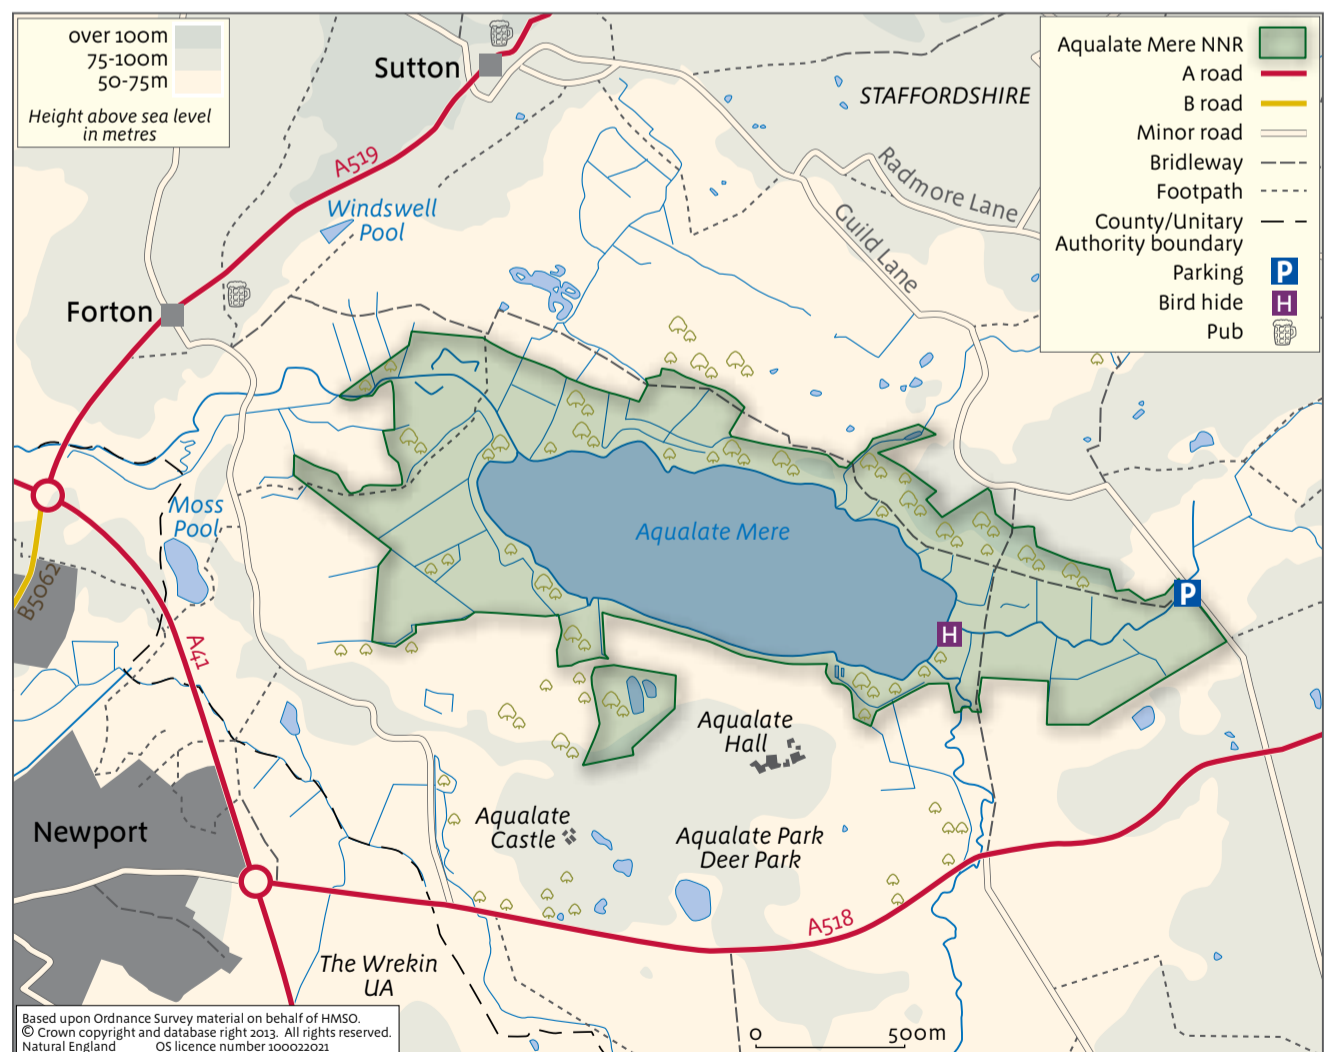 over 100m
75-100m
50-75m
Height above sea level
in metres
Aqualate Mere NNR
A road
B road
Minor road
Bridleway
Footpath
County/Unitary
Authority boundary
Parking
P
Bird hide
H
Pub
Sutton
STAFFORDSHIRE
A519
Radmore Lane
Windswell
Pool
Guild Lane
Forton
Moss
Pool
Aqualate Mere
B5062
P
H
A41
Aqualate
Hall
Newport
Aqualate
Castle
Aqualate Park
Deer Park
A518
The Wrekin
UA
Based upon Ordnance Survey material on behalf of HMSO.
© Crown copyright and database right 2013. All rights reserved.
Natural England OS licence number 100022021
0 500m